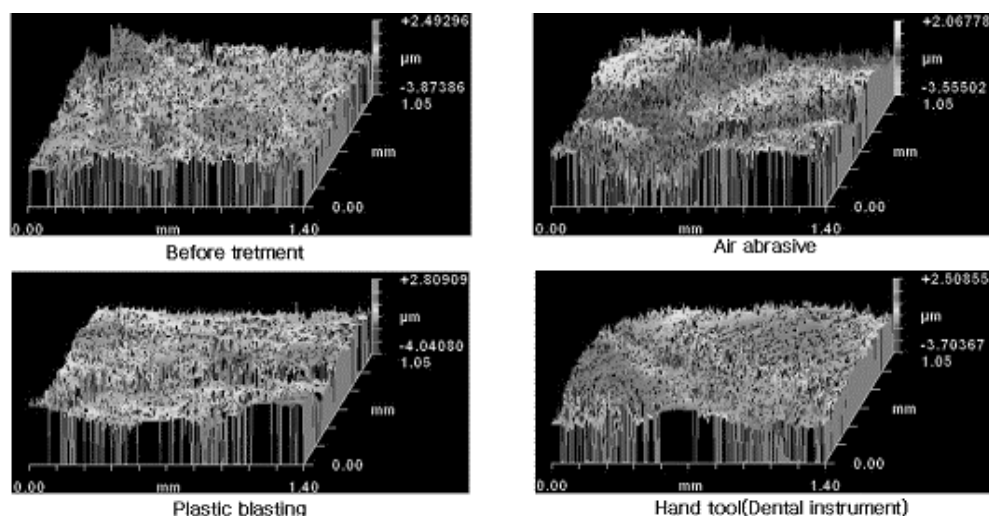 +2.49296
µm
-3.87386
1.05
mm
0.00
0.00 mm 1.40
Before tretment
+2.06778
µm
-3.55502
1.05
mm
0.00
0.00 mm 1.40
Air abrasive
+2.80909
µm
-4.04080
1.05
mm
0.00
0.00 mm 1.40
Plastic blasting
+2.50855
µm
-3.70367
1.05
mm
0.00
0.00 mm 1.40
Hand tool(Dental instrument)